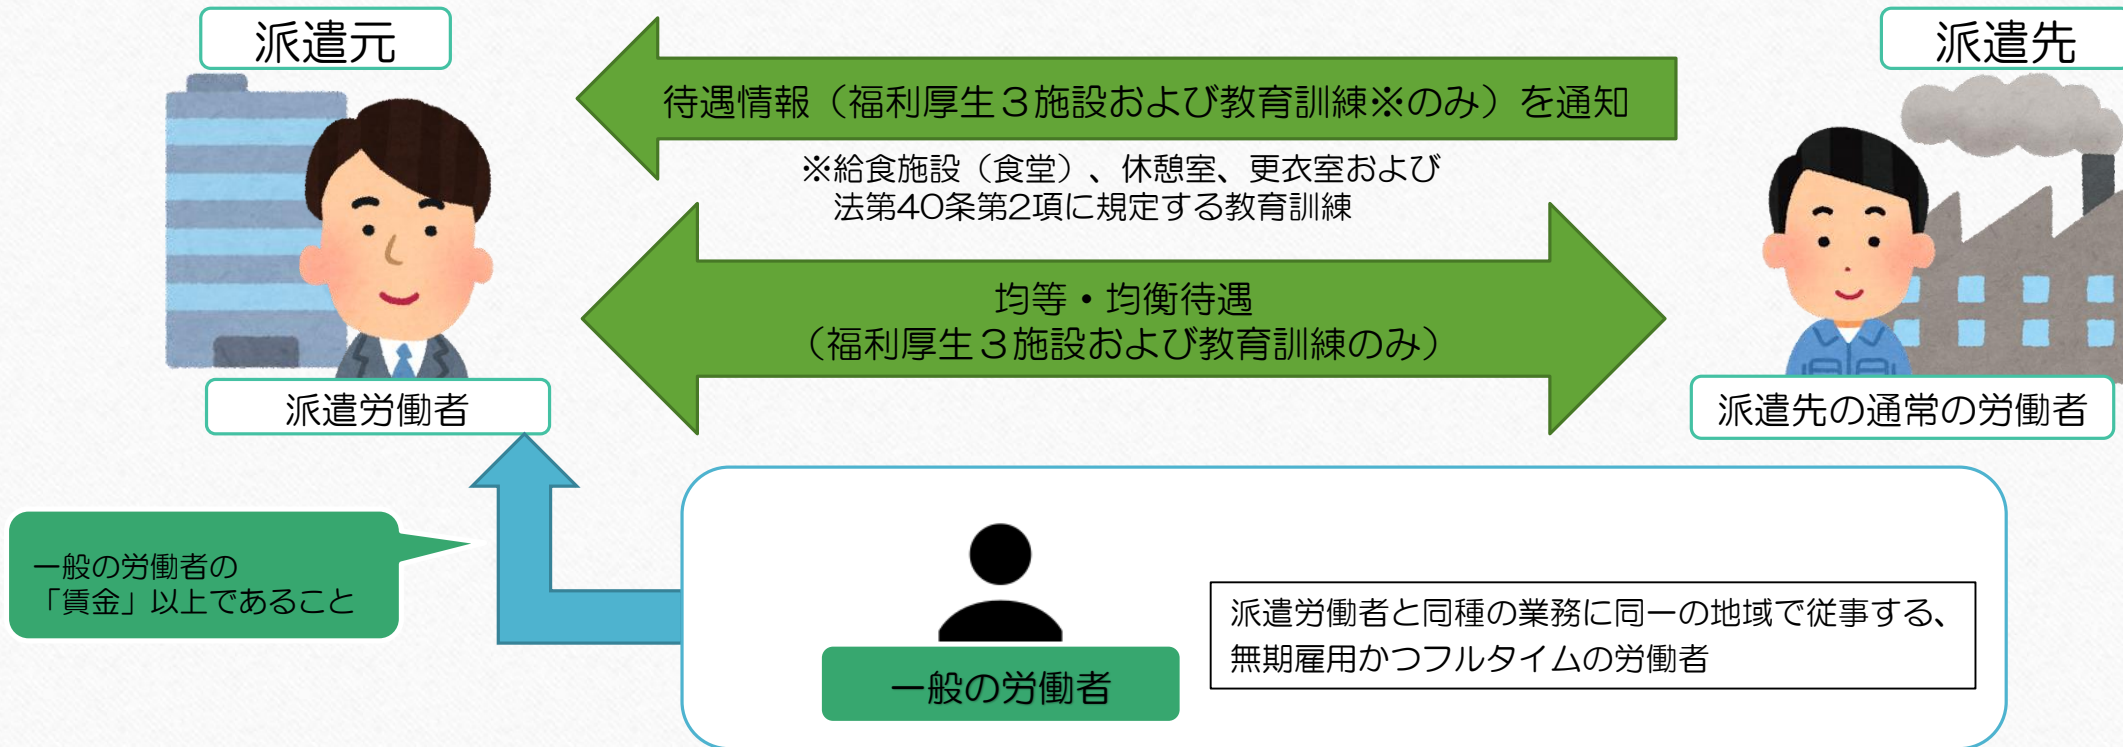 派遣元
派遣先
待遇情報（福利厚生３施設および教育訓練※のみ）を通知
※給食施設（食堂）、休憩室、更衣室および
法第40条第2項に規定する教育訓練
均等・均衡待遇
（福利厚生３施設および教育訓練のみ）
派遣労働者
派遣先の通常の労働者
一般の労働者の
「賃金」以上であること
派遣労働者と同種の業務に同一の地域で従事する、
無期雇用かつフルタイムの労働者
一般の労働者